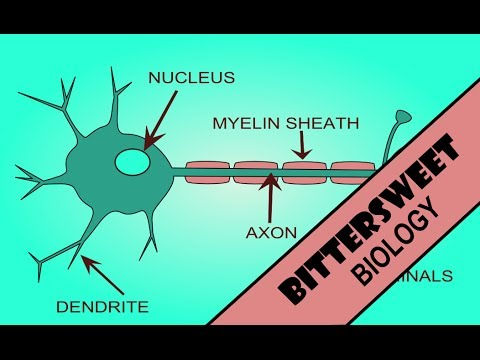 NUCLEUS
MYELIN SHEATH
AXON
DENDRITE
BITTERSWEET
BIOLOGY